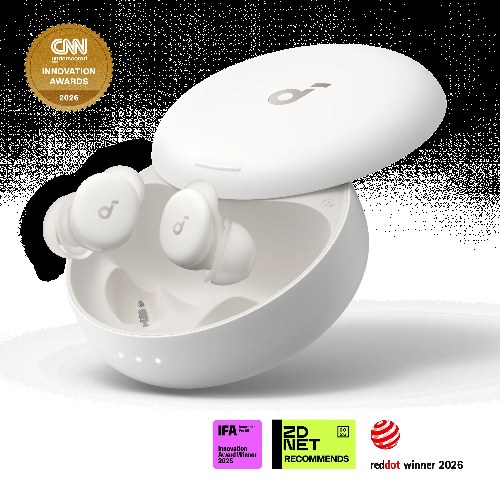 CNN
underscored
INNOVATION
AWARDS
2026
IFA
Innovation
Award Winner
2025
ZD
NET
RECOMMENDS
reddot winner 2026